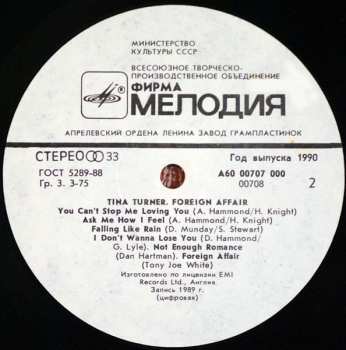 МИНИСТЕРСТВО
КУЛЬТУРЫ СССР
ВСЕСОЮЗНОЕ ТВОРЧЕСКО-
ПРОИЗВОДСТВЕННОЕ ОБЪЕДИНЕНИЕ
ФИРМА
МЕЛОДИЯ
АПРЕЛЕВСКИЙ ОРДЕНА ЛЕНИНА ЗАВОД ГРАМПЛАСТИНОК
СТЕРЕО 33
Год выпуска 1990
ГОСТ 5289-88
А60 00707 000
Гр. 3. 3-75
00708
2
TINA TURNER. FOREIGN AFFAIR
You Can't Stop Me Loving You (A. Hammond/H. Knight)
Ask Me How I Feel (A. Hammond/H. Knight)
Falling Like Rain (D. Munday/S. Stewart)
I Don't Wanna Lose You (D. Hammond/
G. Lyle). Not Enough Romance
(Dan Hartman). Foreign Affair
(Tony Joe White)
Изготовлено по лицензии EMI
Records Ltd., Англия.
Запись 1989 г.
(цифровая)